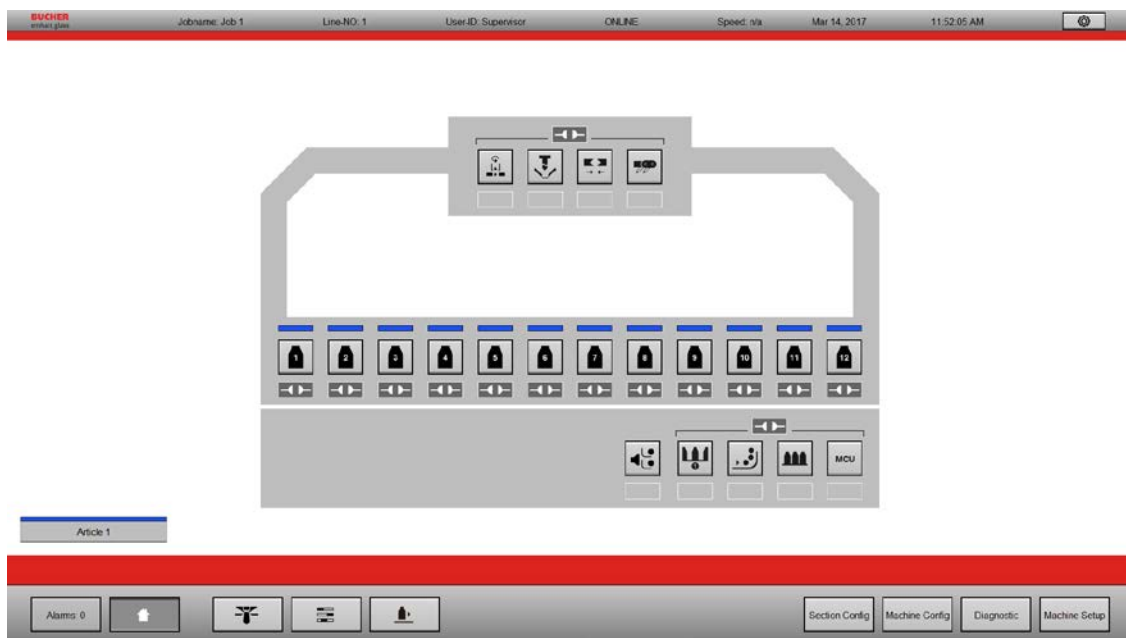 BUCHER
emhart glass
Jobname: Job 1
Line-NO: 1
User-ID: Supervisor
ONLINE
Speed: n/a
Mar 14, 2017
11:52:05 AM
1
2
3
4
5
6
7
8
9
10
11
12
MCU
Article 1
Alarms: 0
Section Config
Machine Config
Diagnostic
Machine Setup